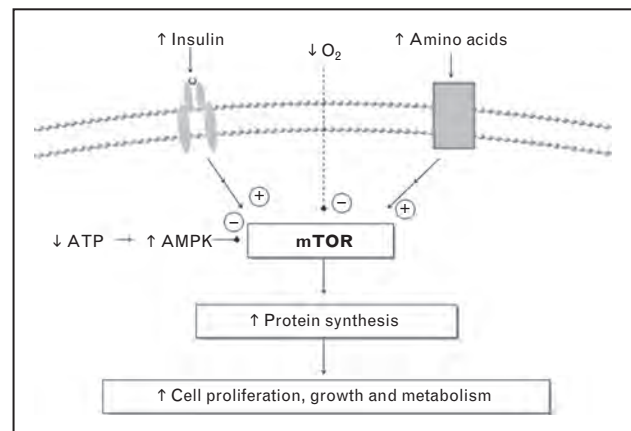 ↑ Insulin
↓ O₂
↑ Amino acids
+
−
−
+
↓ ATP → ↑ AMPK
mTOR
↑ Protein synthesis
↑ Cell proliferation, growth and metabolism